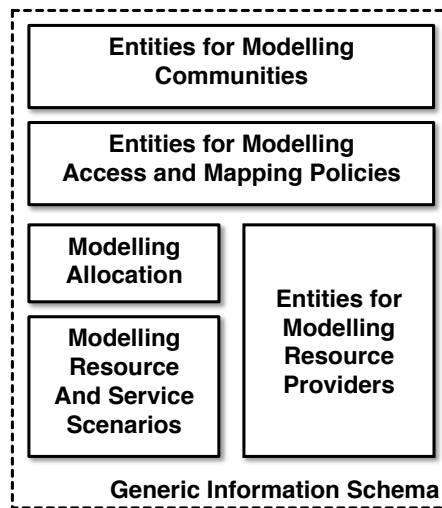 Entities for Modelling
Communities
Entities for Modelling
Access and Mapping Policies
Modelling
Allocation
Modelling
Resource
And Service
Scenarios
Entities for
Modelling
Resource
Providers
Generic Information Schema